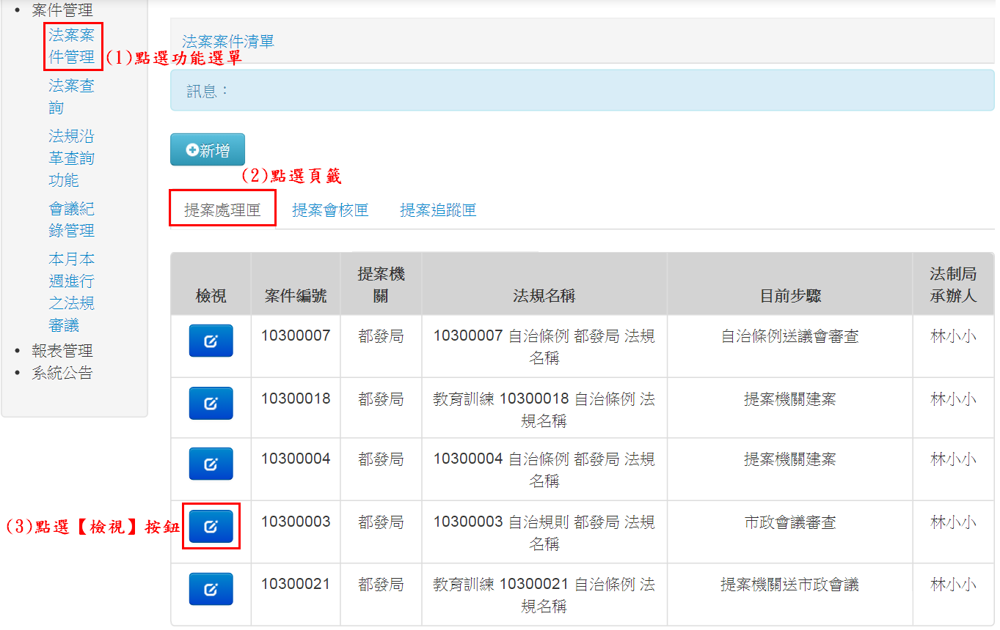 案件管理
法案案
件管理
(1)點選功能選單
法案查
詢
法規沿
革查詢
功能
會議紀
錄管理
本月本
週進行
之法規
審議
報表管理
系統公告
法案案件清單
訊息：
新增
(2)點選頁籤
提案處理匣 提案會核匣 提案追蹤匣
檢視 案件編號 提案機
關 法規名稱 目前步驟 法制局
承辦人
10300007 都發局 10300007 自治條例 都發局 法規
名稱 自治條例送議會審查 林小小
10300018 都發局 教育訓練 10300018 自治條例 法
規名稱 提案機關建案 林小小
10300004 都發局 10300004 自治條例 都發局 法規
名稱 提案機關建案 林小小
(3)點選【檢視】按鈕
10300003 都發局 10300003 自治規則 都發局 法規
名稱 市政會議審查 林小小
10300021 都發局 教育訓練 10300021 自治條例 法
規名稱 提案機關送市政會議 林小小